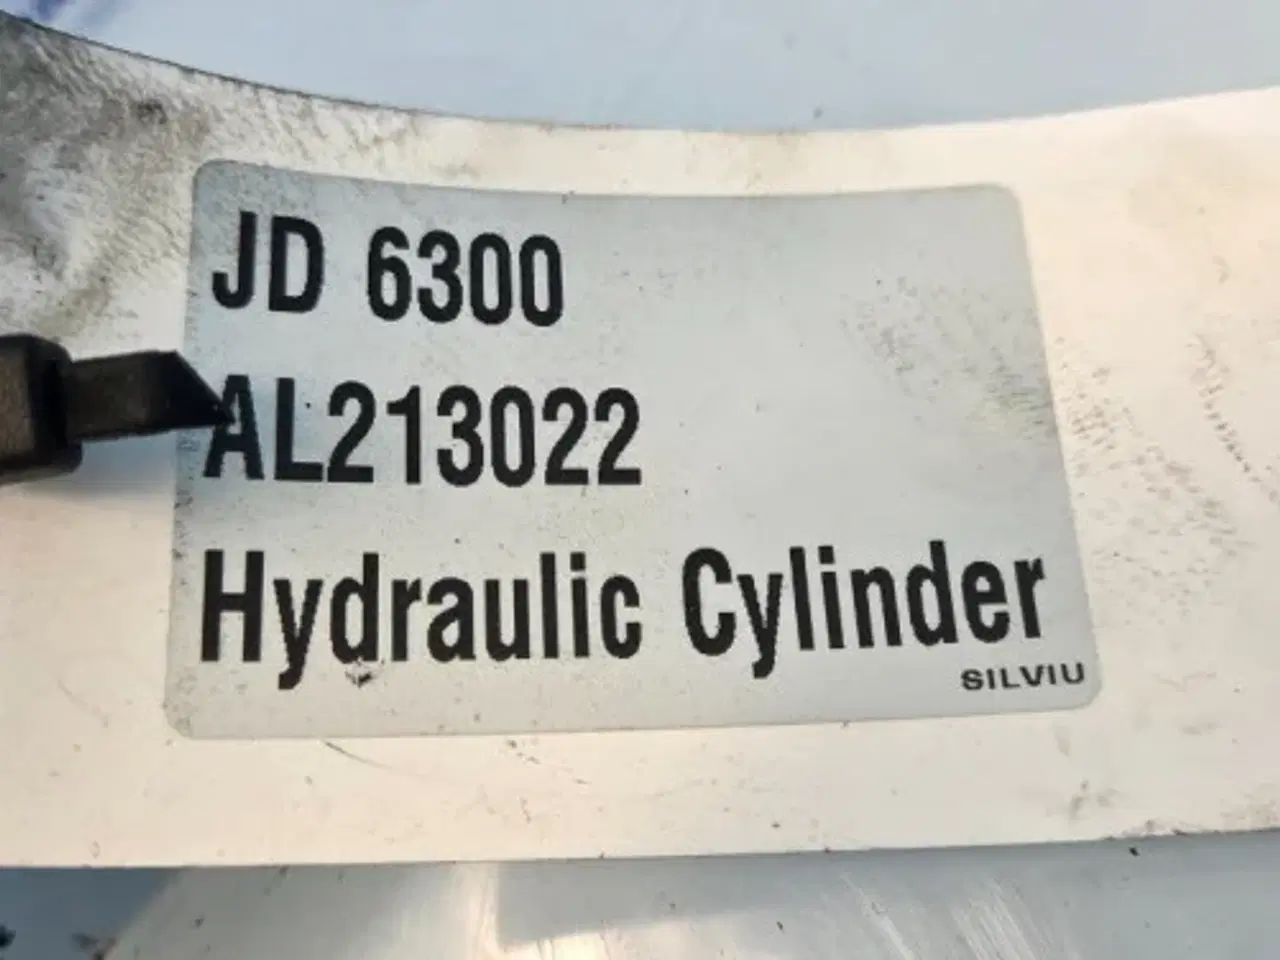 JD 6300
AL213022
Hydraulic Cylinder
SILVIU